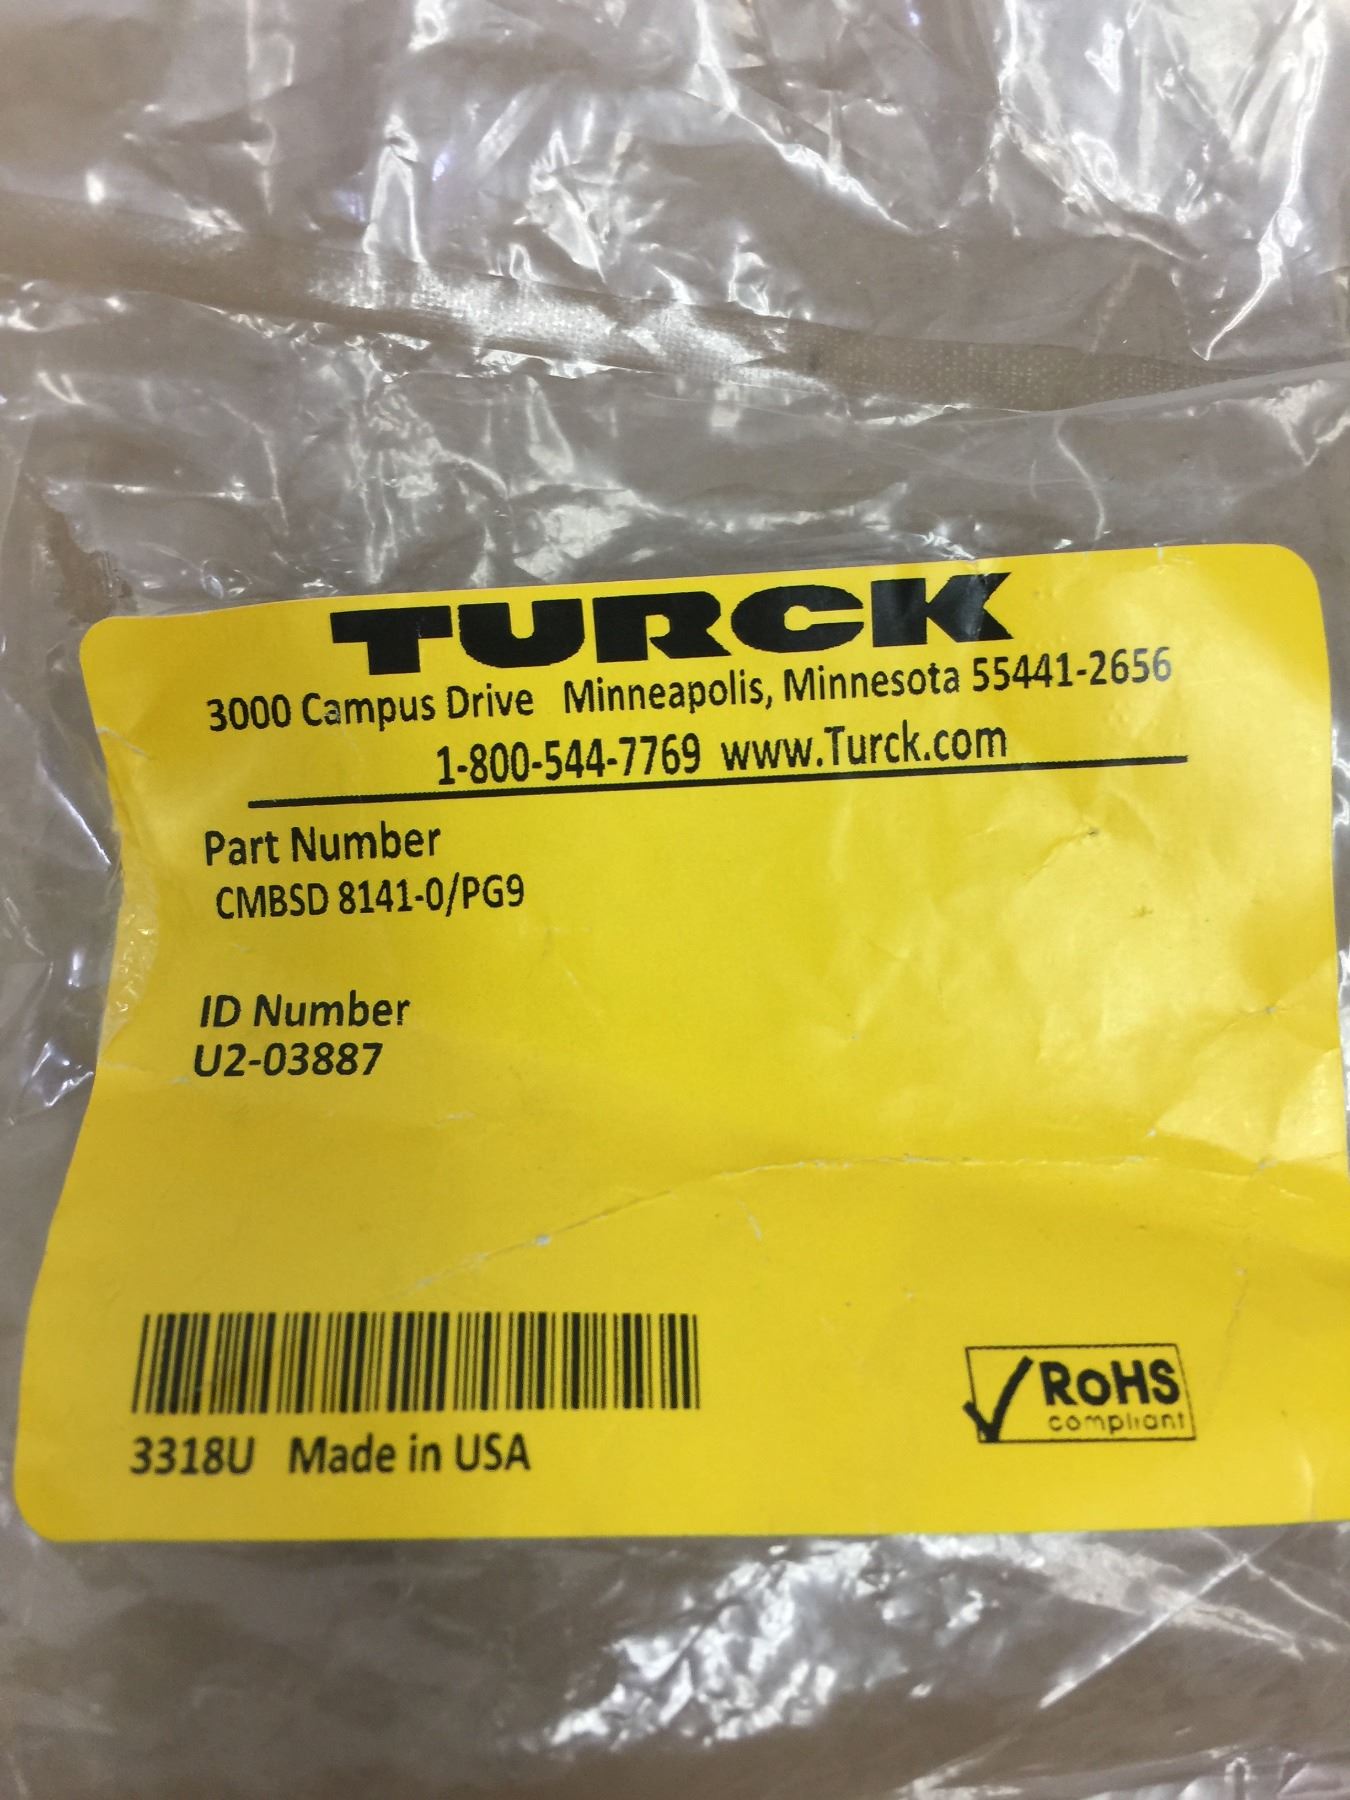 TURCK
3000 Campus Drive Minneapolis, Minnesota 55441-2656
1-800-544-7769 www.Turck.com
Part Number
CMBSD 8141-0/PG9
ID Number
U2-03887
3318U Made in USA
RoHS
compliant